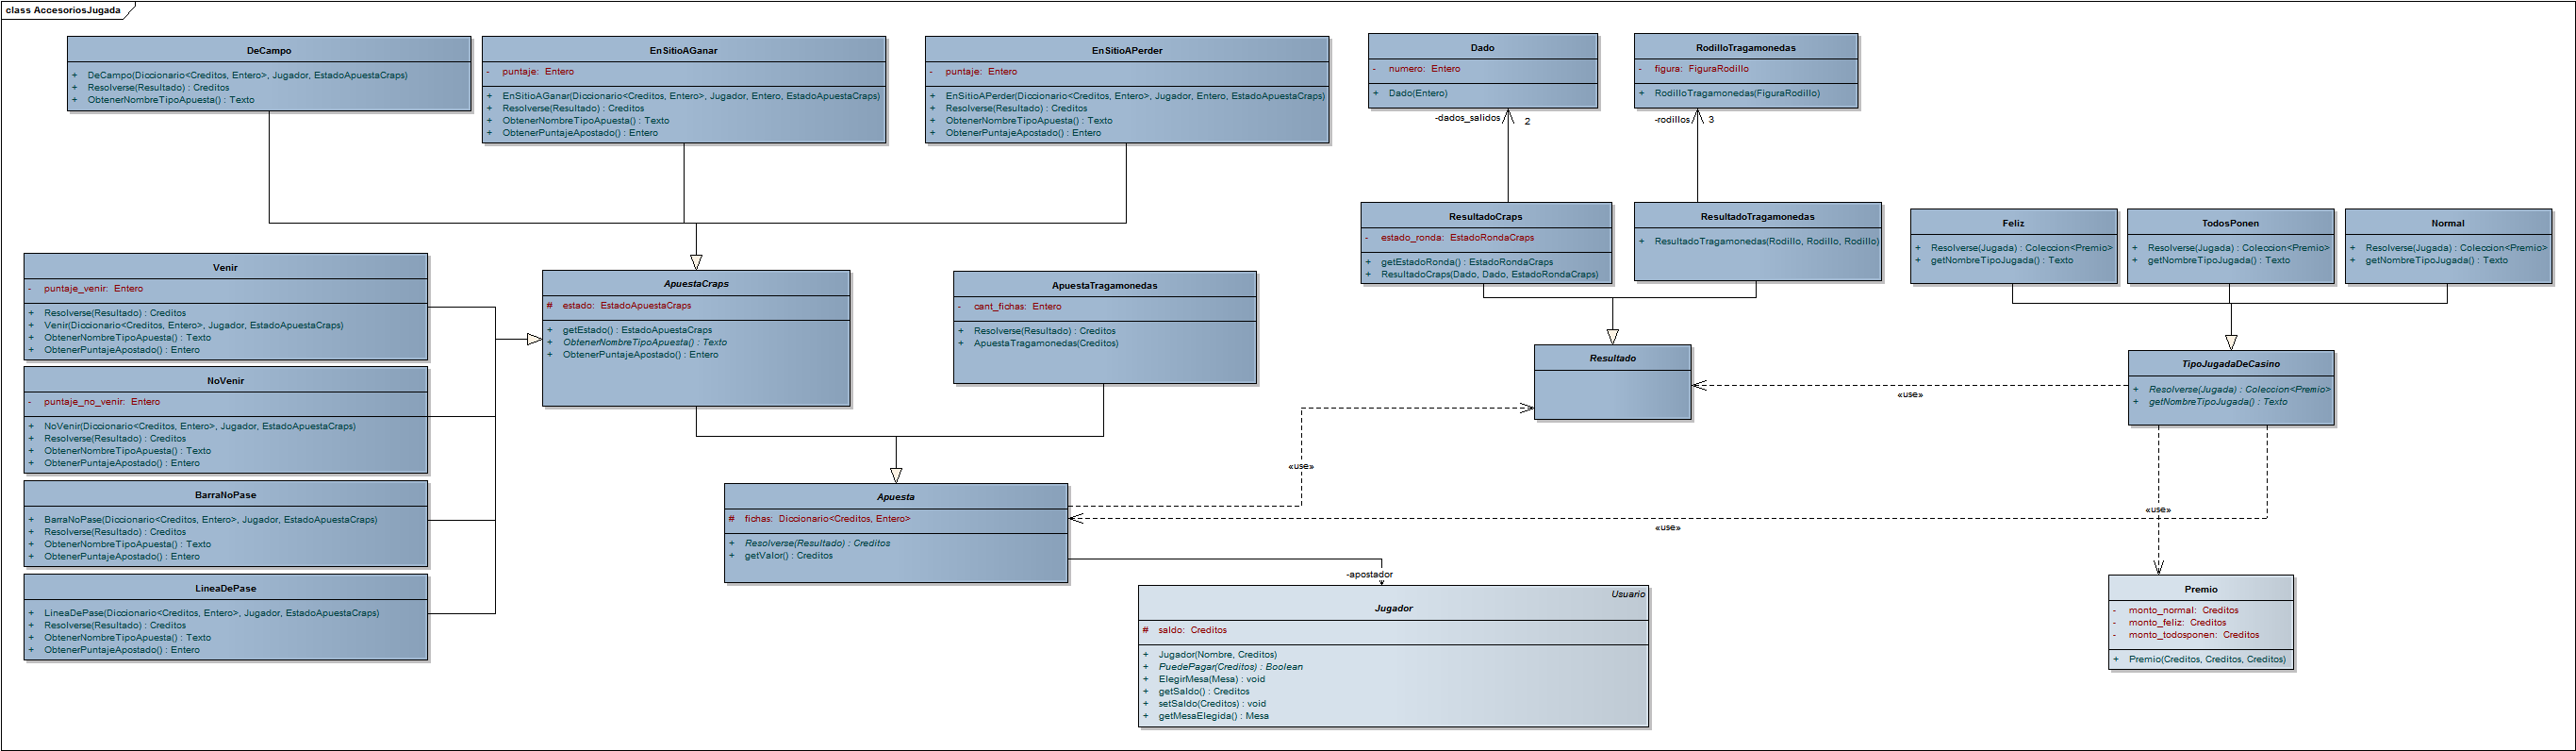 class AccesoriosJugada
DeCampo
+ DeCampo(Diccionario<Creditos, Entero>, Jugador, EstadoApuestaCraps)
+ Resolverse(Resultado) : Creditos
+ ObtenerNombreTipoApuesta() : Texto
EnSitioAGanar
- puntaje: Entero
+ EnSitioAGanar(Diccionario<Creditos, Entero>, Jugador, Entero, EstadoApuestaCraps)
+ Resolverse(Resultado) : Creditos
+ ObtenerNombreTipoApuesta() : Texto
+ ObtenerPuntajeApostado() : Entero
EnSitioAPerder
- puntaje: Entero
+ EnSitioAPerder(Diccionario<Creditos, Entero>, Jugador, Entero, EstadoApuestaCraps)
+ Resolverse(Resultado) : Creditos
+ ObtenerNombreTipoApuesta() : Texto
+ ObtenerPuntajeApostado() : Entero
Dado
- numero: Entero
+ Dado(Entero)
RodilloTragamonedas
- figura: FiguraRodillo
+ RodilloTragamonedas(FiguraRodillo)
-dados_salidos 2
-rodillos 3
ResultadoCraps
- estado_ronda: EstadoRondaCraps
+ getEstadoRonda() : EstadoRondaCraps
+ ResultadoCraps(Dado, Dado, EstadoRondaCraps)
ResultadoTragamonedas
+ ResultadoTragamonedas(Rodillo, Rodillo, Rodillo)
Feliz
+ Resolverse(Jugada) : Coleccion<Premio>
+ getNombreTipoJugada() : Texto
TodosPonen
+ Resolverse(Jugada) : Coleccion<Premio>
+ getNombreTipoJugada() : Texto
Normal
+ Resolverse(Jugada) : Coleccion<Premio>
+ getNombreTipoJugada() : Texto
Venir
- puntaje_venir: Entero
+ Resolverse(Resultado) : Creditos
+ Venir(Diccionario<Creditos, Entero>, Jugador, EstadoApuestaCraps)
+ ObtenerNombreTipoApuesta() : Texto
+ ObtenerPuntajeApostado() : Entero
ApuestaCraps
# estado: EstadoApuestaCraps
+ getEstado() : EstadoApuestaCraps
+ ObtenerNombreTipoApuesta() : Texto
+ ObtenerPuntajeApostado() : Entero
ApuestaTragamonedas
- cant_fichas: Entero
+ Resolverse(Resultado) : Creditos
+ ApuestaTragamonedas(Creditos)
Resultado
TipoJugadaDeCasino
+ Resolverse(Jugada) : Coleccion<Premio>
+ getNombreTipoJugada() : Texto
«use»
NoVenir
- puntaje_no_venir: Entero
+ NoVenir(Diccionario<Creditos, Entero>, Jugador, EstadoApuestaCraps)
+ Resolverse(Resultado) : Creditos
+ ObtenerNombreTipoApuesta() : Texto
+ ObtenerPuntajeApostado() : Entero
«use»
BarraNoPase
+ BarraNoPase(Diccionario<Creditos, Entero>, Jugador, EstadoApuestaCraps)
+ Resolverse(Resultado) : Creditos
+ ObtenerNombreTipoApuesta() : Texto
+ ObtenerPuntajeApostado() : Entero
Apuesta
# fichas: Diccionario<Creditos, Entero>
+ Resolverse(Resultado) : Creditos
+ getValor() : Creditos
«use»
«use»
LineaDePase
+ LineaDePase(Diccionario<Creditos, Entero>, Jugador, EstadoApuestaCraps)
+ Resolverse(Resultado) : Creditos
+ ObtenerNombreTipoApuesta() : Texto
+ ObtenerPuntajeApostado() : Entero
-apostador
Usuario
Jugador
# saldo: Creditos
+ Jugador(Nombre, Creditos)
+ PuedePagar(Creditos) : Boolean
+ ElegirMesa(Mesa) : void
+ getSaldo() : Creditos
+ setSaldo(Creditos) : void
+ getMesaElegida() : Mesa
Premio
- monto_normal: Creditos
- monto_feliz: Creditos
- monto_todosponen: Creditos
+ Premio(Creditos, Creditos, Creditos)